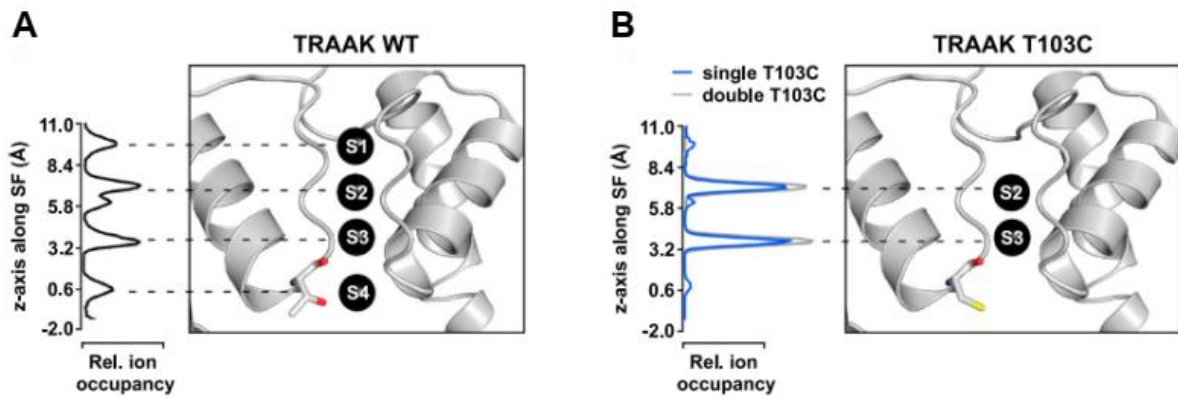 A
TRAAK WT
z-axis along SF (Å)
11.0
8.4
5.8
3.2
0.6
-2.0
S1
S2
S3
S4
Rel. ion
occupancy
B
TRAAK T103C
single T103C
double T103C
z-axis along SF (Å)
11.0
8.4
5.8
3.2
0.6
-2.0
S2
S3
Rel. ion
occupancy